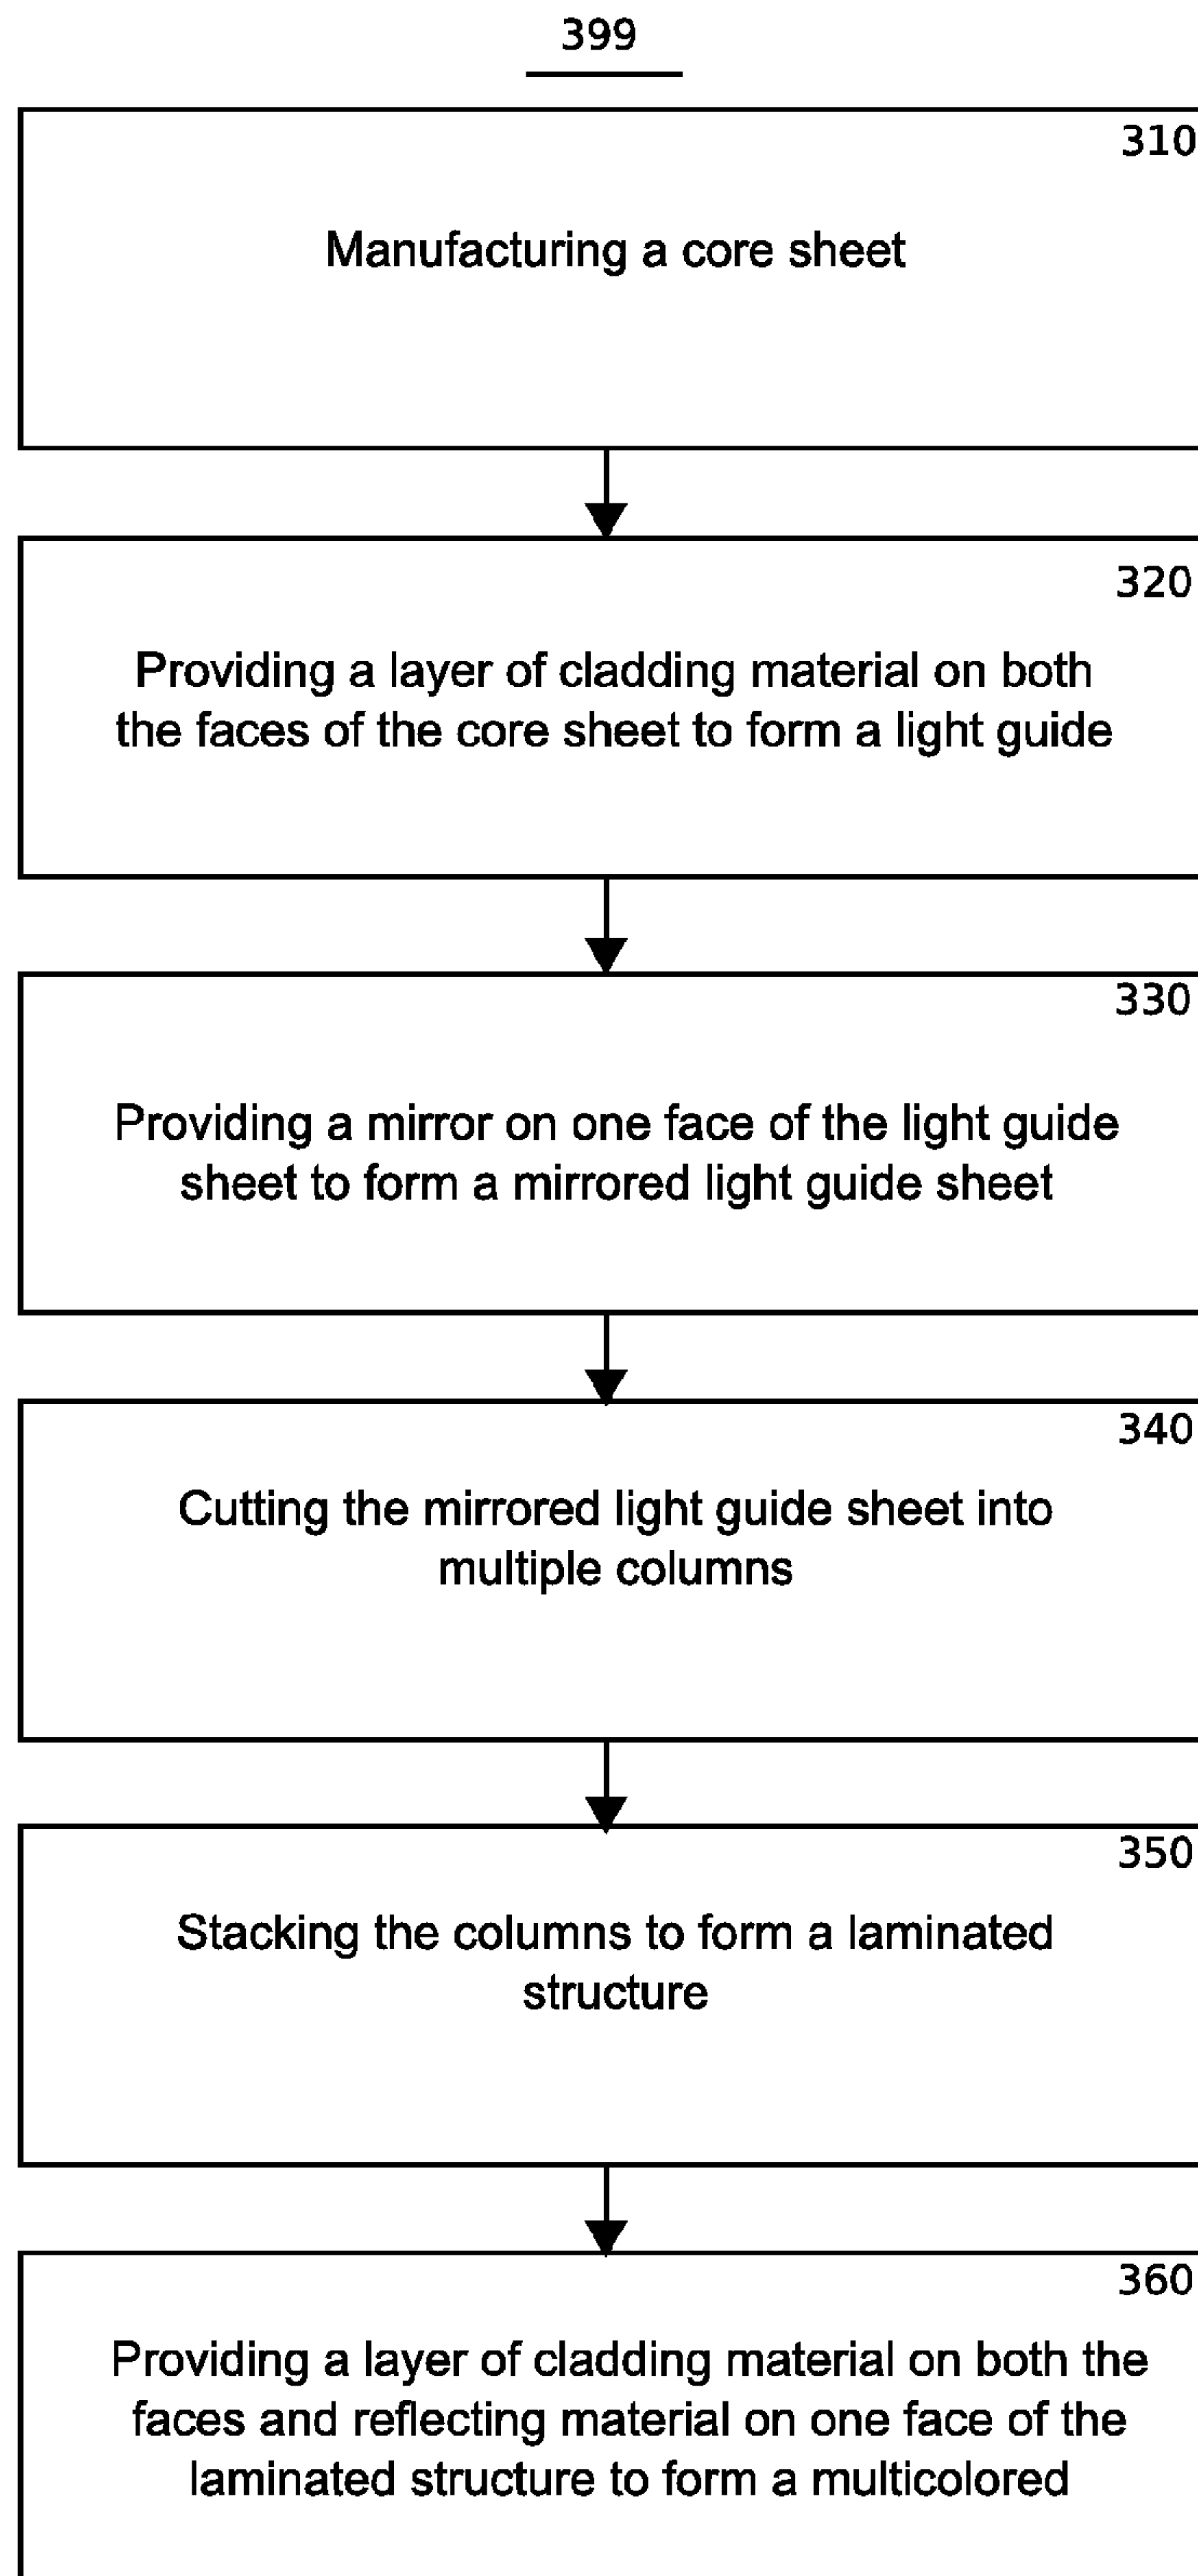 399
310
Manufacturing a core sheet
320
Providing a layer of cladding material on both
the faces of the core sheet to form a light guide
330
Providing a mirror on one face of the light guide
sheet to form a mirrored light guide sheet
340
Cutting the mirrored light guide sheet into
multiple columns
350
Stacking the columns to form a laminated
structure
360
Providing a layer of cladding material on both the
faces and reflecting material on one face of the
laminated structure to form a multicolored